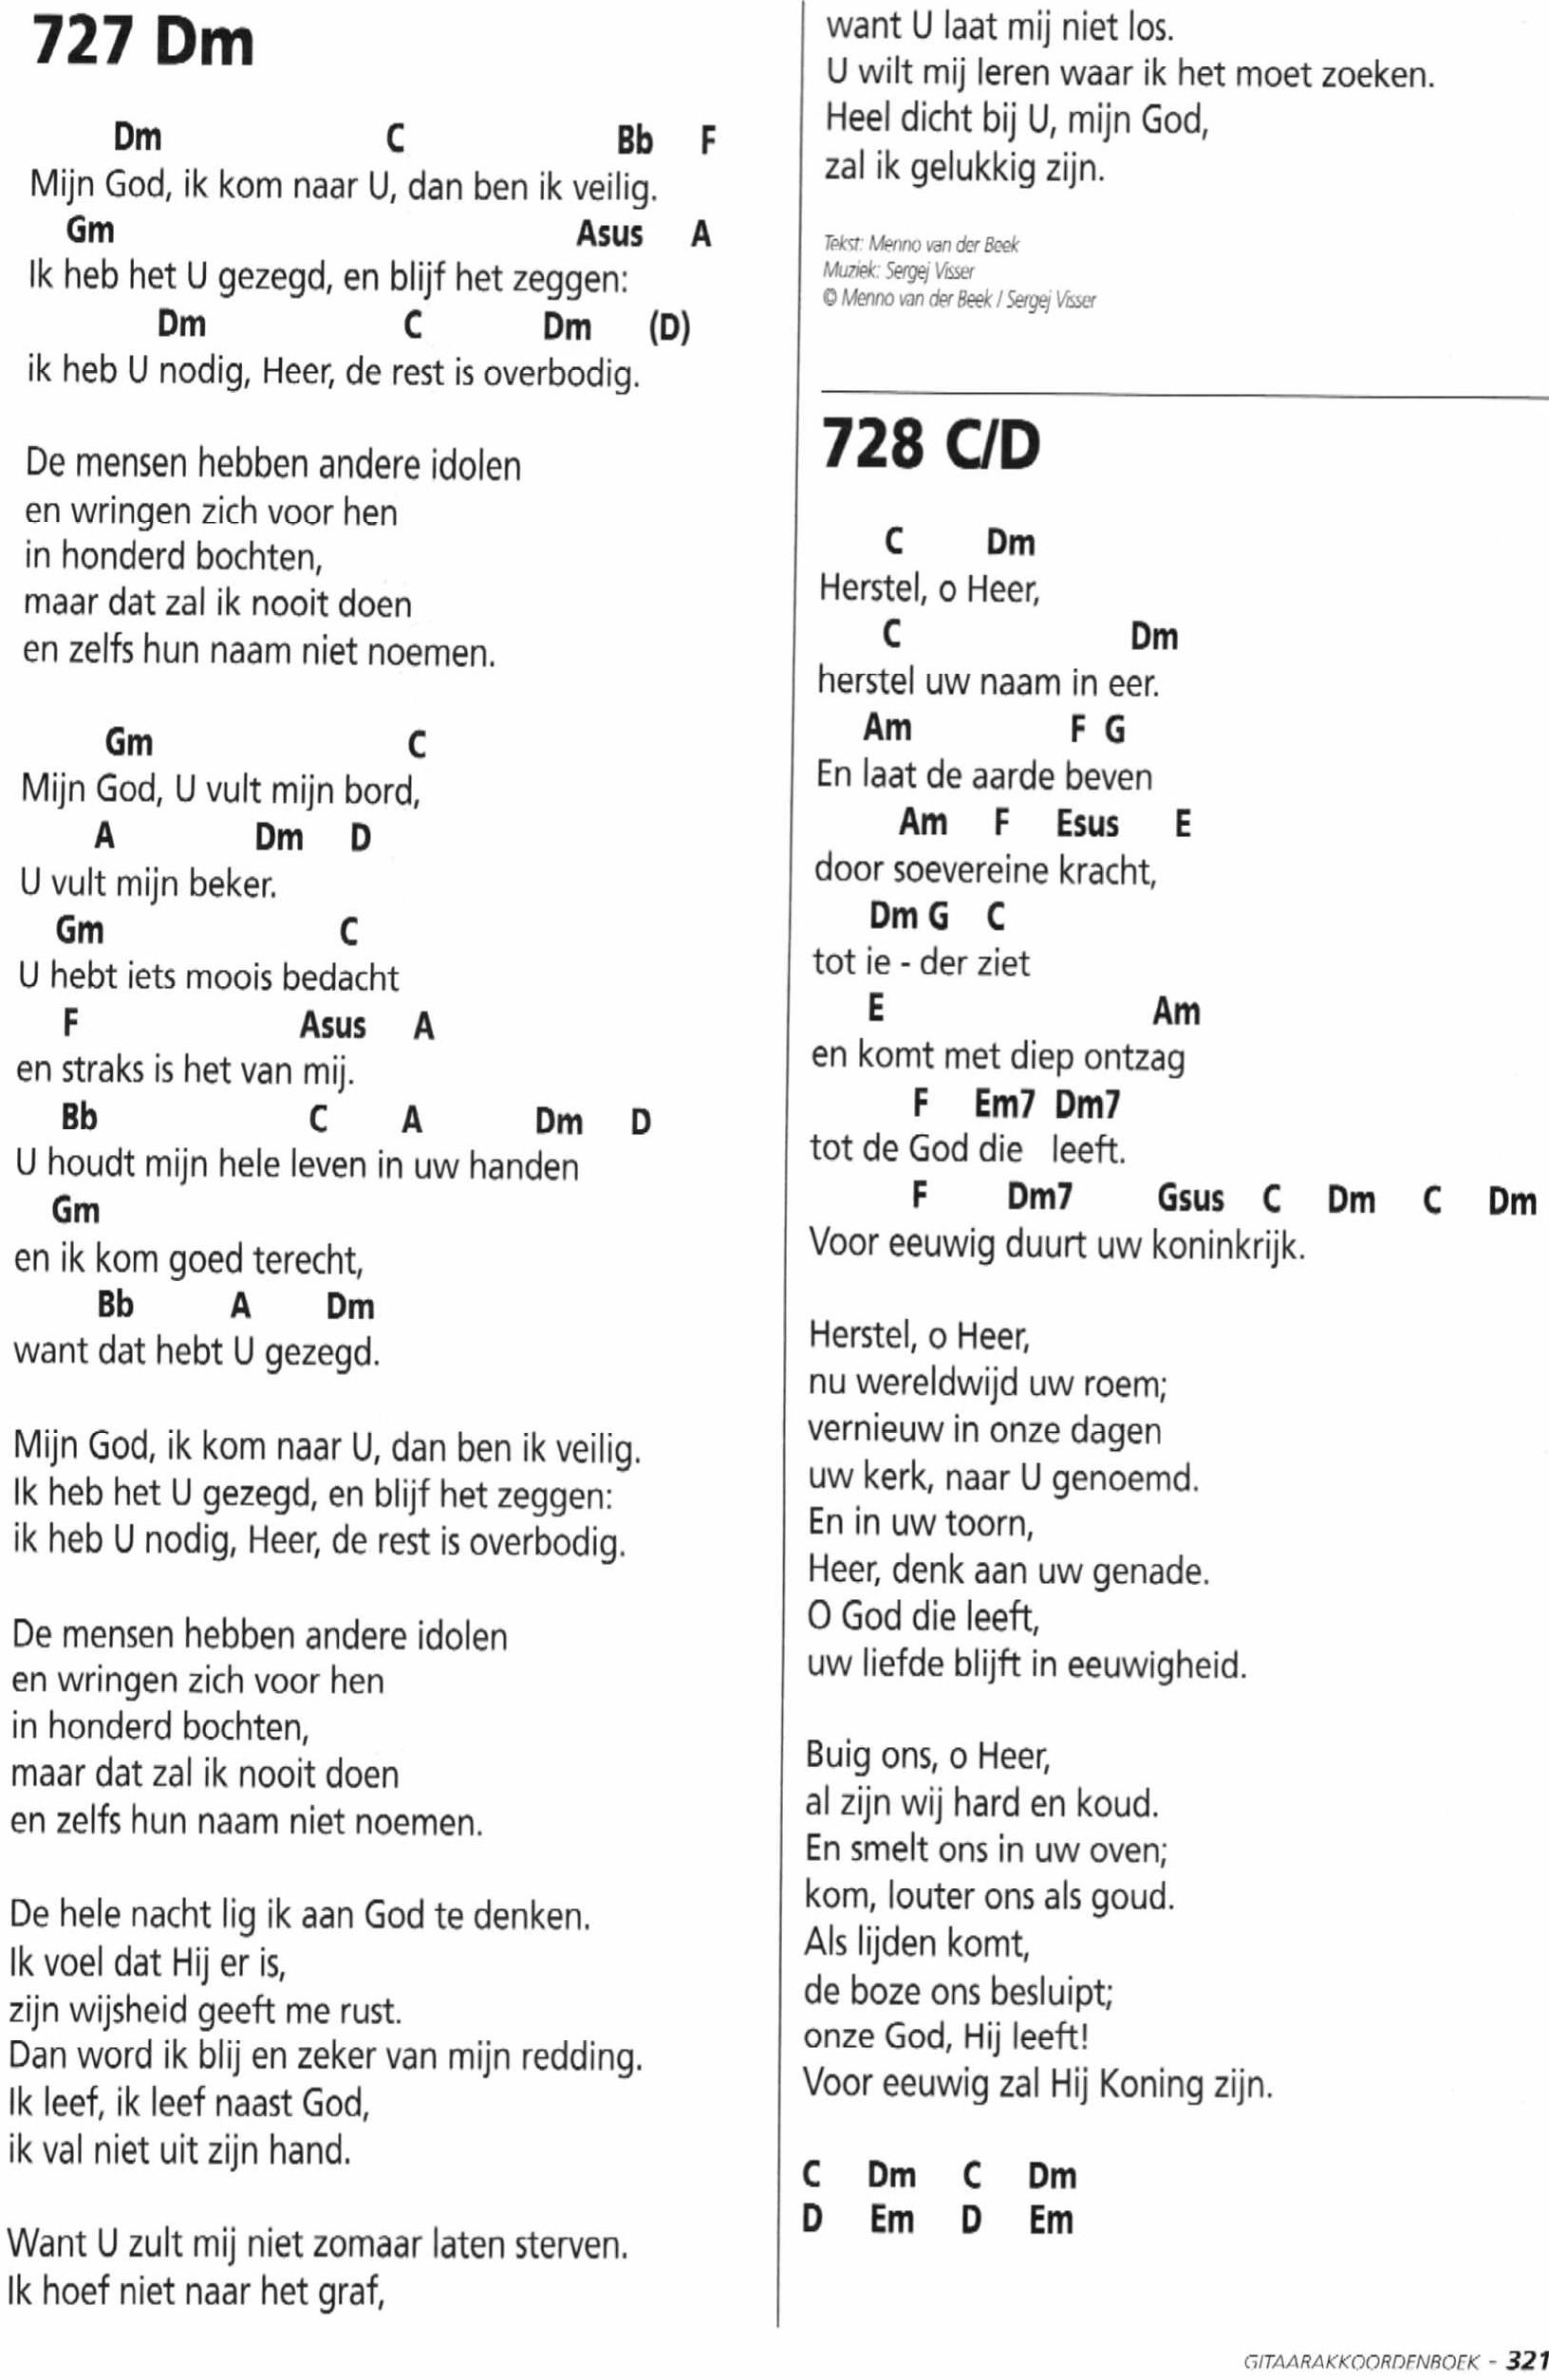 727 Dm
Dm C Bb F
Mijn God, ik kom naar U, dan ben ik veilig.
Gm Asus A
Ik heb het U gezegd, en blijf het zeggen:
Dm C Dm (D)
ik heb U nodig, Heer, de rest is overbodig.

De mensen hebben andere idolen
en wringen zich voor hen
in honderd bochten,
maar dat zal ik nooit doen
en zelfs hun naam niet noemen.

Gm C
Mijn God, U vult mijn bord,
A Dm D
U vult mijn beker.
Gm C
U hebt iets moois bedacht
F Asus A
en straks is het van mij.
Bb C A Dm D
U houdt mijn hele leven in uw handen
Gm
en ik kom goed terecht,
Bb A Dm
want dat hebt U gezegd.

Mijn God, ik kom naar U, dan ben ik veilig.
Ik heb het U gezegd, en blijf het zeggen:
ik heb U nodig, Heer, de rest is overbodig.

De mensen hebben andere idolen
en wringen zich voor hen
in honderd bochten,
maar dat zal ik nooit doen
en zelfs hun naam niet noemen.

De hele nacht lig ik aan God te denken.
Ik voel dat Hij er is,
zijn wijsheid geeft me rust.
Dan word ik blij en zeker van mijn redding.
Ik leef, ik leef naast God,
ik val niet uit zijn hand.

Want U zult mij niet zomaar laten sterven.
Ik hoef niet naar het graf,
want U laat mij niet los.
U wilt mij leren waar ik het moet zoeken.
Heel dicht bij U, mijn God,
zal ik gelukkig zijn.

Tekst: Menno van der Beek
Muziek: Sergej Visser
© Menno van der Beek / Sergej Visser

728 C/D
C Dm
Herstel, o Heer,
C Dm
herstel uw naam in eer.
Am F G
En laat de aarde beven
Am F Esus E
door soevereine kracht,
Dm G C
tot ie - der ziet
E Am
en komt met diep ontzag
F Em7 Dm7
tot de God die leeft.
F Dm7 Gsus C Dm C Dm
Voor eeuwig duurt uw koninkrijk.

Herstel, o Heer,
nu wereldwijd uw roem;
vernieuw in onze dagen
uw kerk, naar U genoemd.
En in uw toorn,
Heer, denk aan uw genade.
O God die leeft,
uw liefde blijft in eeuwigheid.

Buig ons, o Heer,
al zijn wij hard en koud.
En smelt ons in uw oven;
kom, louter ons als goud.
Als lijden komt,
de boze ons besluipt;
onze God, Hij leeft!
Voor eeuwig zal Hij Koning zijn.

C Dm C Dm
D Em D Em

GITAARAKKOORDENBOEK - 321